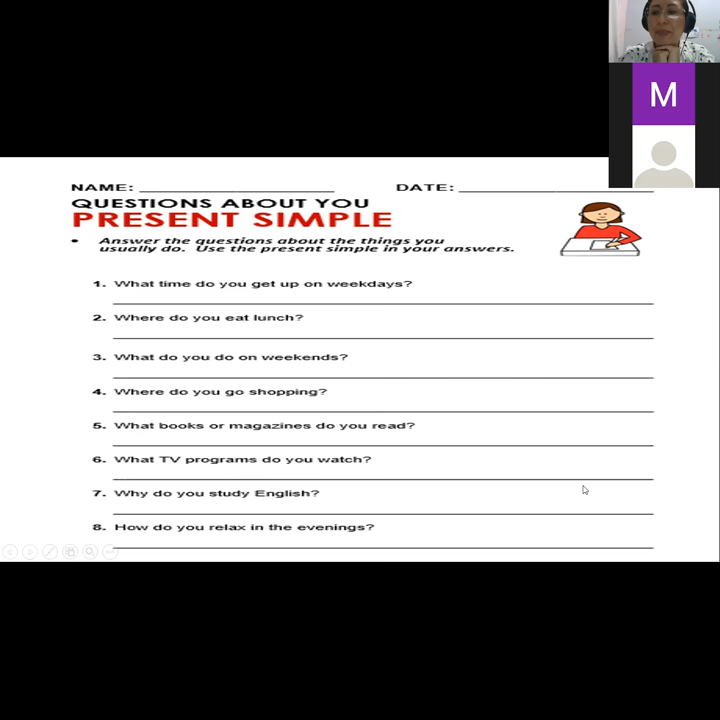 M
NAME: ____________________ DATE: ____________________
QUESTIONS ABOUT YOU
PRESENT SIMPLE
• Answer the questions about the things you
usually do. Use the present simple in your answers.
1. What time do you get up on weekdays?
2. Where do you eat lunch?
3. What do you do on weekends?
4. Where do you go shopping?
5. What books or magazines do you read?
6. What TV programs do you watch?
7. Why do you study English?
8. How do you relax in the evenings?